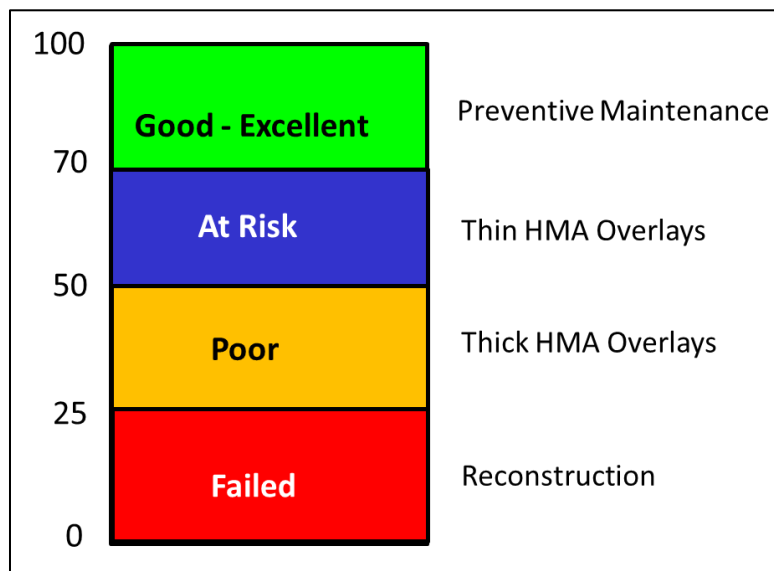 100
Good - Excellent
Preventive Maintenance
70
At Risk
Thin HMA Overlays
50
Poor
Thick HMA Overlays
25
Failed
Reconstruction
0